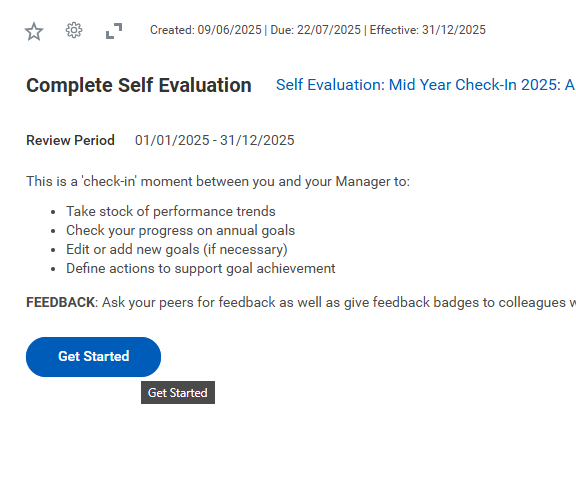 Created: 09/06/2025 | Due: 22/07/2025 | Effective: 31/12/2025
Complete Self Evaluation Self Evaluation: Mid Year Check-In 2025: A
Review Period 01/01/2025 - 31/12/2025
This is a 'check-in' moment between you and your Manager to:
• Take stock of performance trends
• Check your progress on annual goals
• Edit or add new goals (if necessary)
• Define actions to support goal achievement
FEEDBACK: Ask your peers for feedback as well as give feedback badges to colleagues
Get Started
Get Started